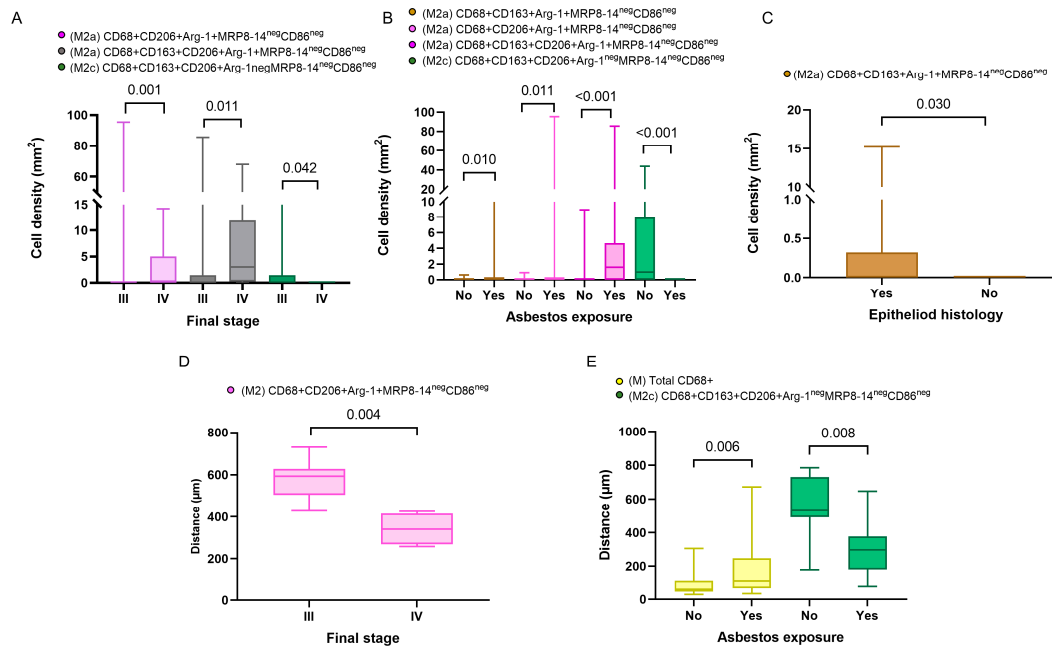 A
(M2a) CD68+CD206+Arg-1+MRP8-14negCD86neg
(M2a) CD68+CD163+CD206+Arg-1+MRP8-14negCD86neg
(M2c) CD68+CD163+CD206+Arg-1negMRP8-14negCD86neg
0.001
0.011
0.042
100
80
60
15
10
5
0
Cell density (mm²)
III
IV
III
IV
III
IV
Final stage
B
(M2a) CD68+CD163+Arg-1+MRP8-14negCD86neg
(M2a) CD68+CD206+Arg-1+MRP8-14negCD86neg
(M2a) CD68+CD163+CD206+Arg-1+MRP8-14negCD86neg
(M2c) CD68+CD163+CD206+Arg-1negMRP8-14negCD86neg
0.010
0.011
<0.001
<0.001
100
80
60
40
20
10
8
6
4
2
0
Cell density (mm²)
No
Yes
No
Yes
No
Yes
No
Yes
Asbestos exposure
C
(M2a) CD68+CD163+Arg-1+MRP8-14negCD86neg
0.030
20
15
10
0.5
0.0
Cell density (mm²)
Yes
No
Epitheliod histology
D
(M2) CD68+CD206+Arg-1+MRP8-14negCD86neg
0.004
800
600
400
200
0
Distance (µm)
III
IV
Final stage
E
(M) Total CD68+
(M2c) CD68+CD163+CD206+Arg-1negMRP8-14negCD86neg
0.006
0.008
1000
800
600
400
200
0
Distance (µm)
No
Yes
No
Yes
Asbestos exposure